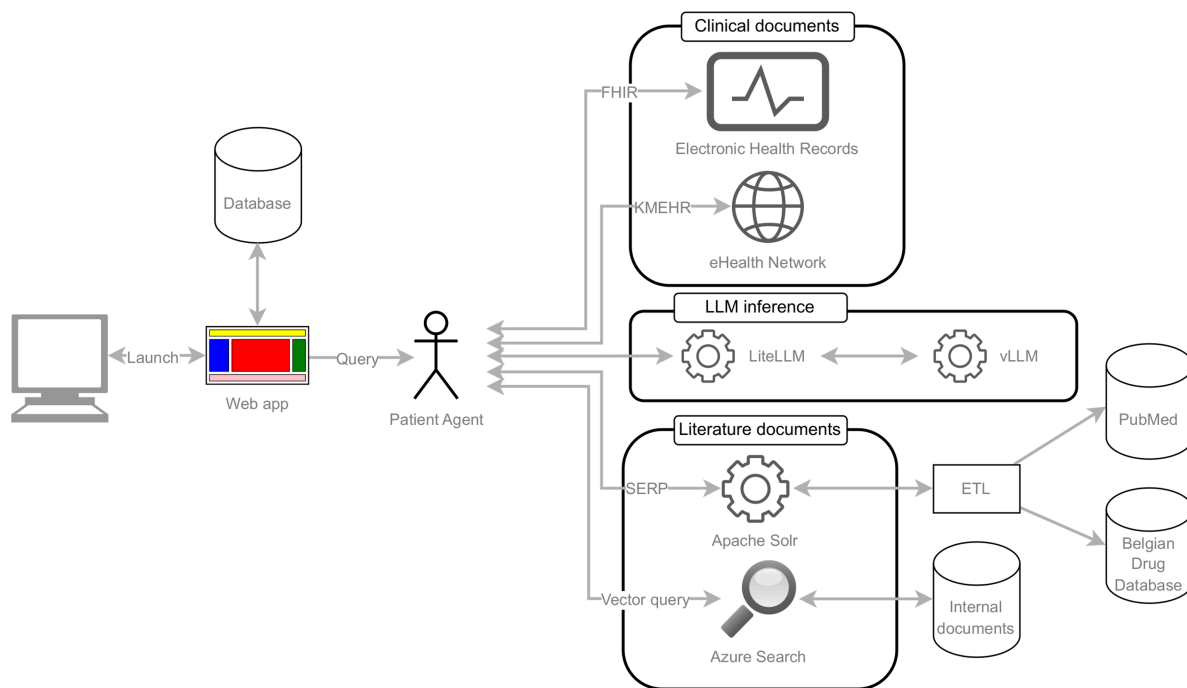 Clinical documents
FHIR
Electronic Health Records
Database
KMEHR
eHealth Network
LLM inference
Launch
Query
LiteLLM
vLLM
Web app
Patient Agent
PubMed
Literature documents
SERP
ETL
Apache Solr
Belgian
Drug
Database
Vector query
Internal
documents
Azure Search